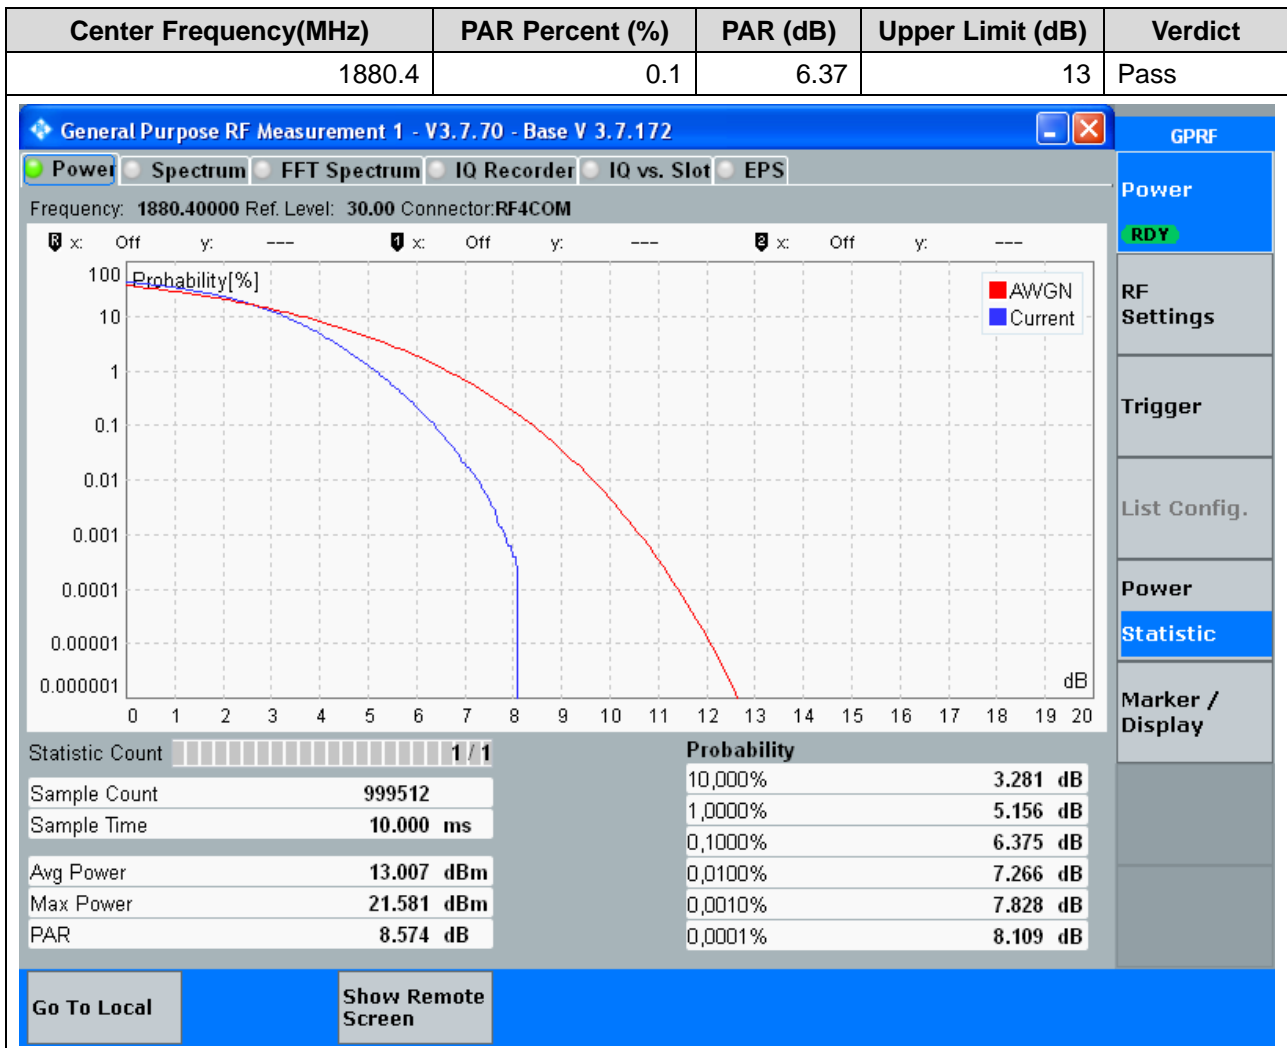 Center Frequency(MHz) PAR Percent (%) PAR (dB) Upper Limit (dB) Verdict
1880.4 0.1 6.37 13 Pass
General Purpose RF Measurement 1 - V3.7.70 - Base V 3.7.172
GPRF
Power Spectrum FFT Spectrum IQ Recorder IQ vs. Slot EPS
Frequency: 1880.40000 Ref. Level: 30.00 Connector:RF4COM
Power
RDY
R x: Off y: --- 1 x: Off y: --- 2 x: Off y: ---
Probability[%]
AWGN
Current
100
10
1
0.1
0.01
0.001
0.0001
0.00001
0.000001
dB
0 1 2 3 4 5 6 7 8 9 10 11 12 13 14 15 16 17 18 19 20
RF
Settings
Trigger
List Config.
Power
Statistic
Marker /
Display
Statistic Count 1 / 1
Sample Count 999512
Sample Time 10.000 ms
Avg Power 13.007 dBm
Max Power 21.581 dBm
PAR 8.574 dB
Probability
10,000% 3.281 dB
1,0000% 5.156 dB
0,1000% 6.375 dB
0,0100% 7.266 dB
0,0010% 7.828 dB
0,0001% 8.109 dB
Go To Local
Show Remote
Screen